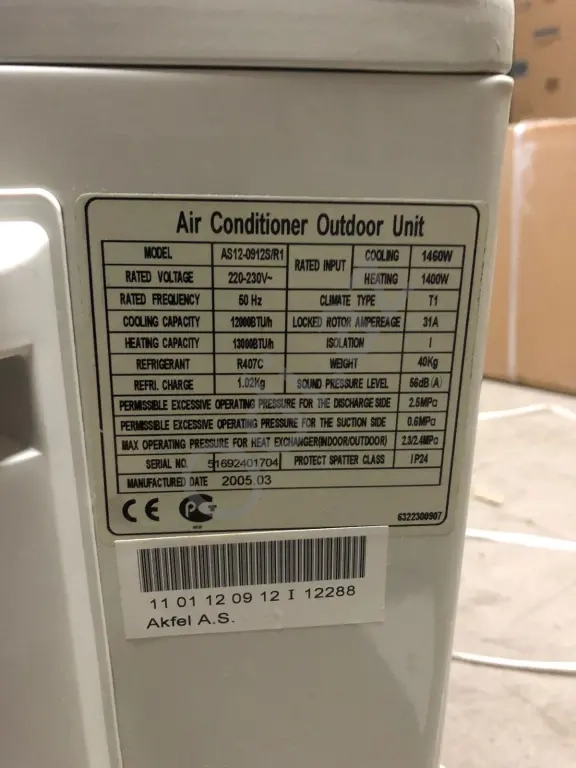 Air Conditioner Outdoor Unit
MODEL AS12-0912S/R1 RATED INPUT COOLING 1460W
RATED VOLTAGE 220-230V~ HEATING 1400W
RATED FREQUENCY 50 Hz CLIMATE TYPE T1
COOLING CAPACITY 12000BTU/h LOCKED ROTOR AMPEREAGE 31A
HEATING CAPACITY 13000BTU/h ISOLATION I
REFRIGERANT R407C WEIGHT 40Kg
REFRI. CHARGE 1.02Kg SOUND PRESSURE LEVEL 56dB(A)
PERMISSIBLE EXCESSIVE OPERATING PRESSURE FOR THE DISCHARGE SIDE 2.5MPa
PERMISSIBLE EXCESSIVE OPERATING PRESSURE FOR THE SUCTION SIDE 0.6MPa
MAX OPERATING PRESSURE FOR HEAT EXCHANGER(INDOOR/OUTDOOR) 2.3/2.4MPa
SERIAL NO. 51692401704 PROTECT SPATTER CLASS IP24
MANUFACTURED DATE 2005.03
CE 6322300907
11 01 12 09 12 I 12288
Akfel A.S.